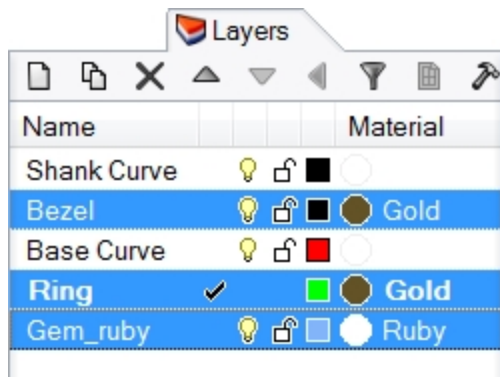 Layers
Name Material
Shank Curve
Bezel Gold
Base Curve
Ring Gold
Gem_ruby Ruby